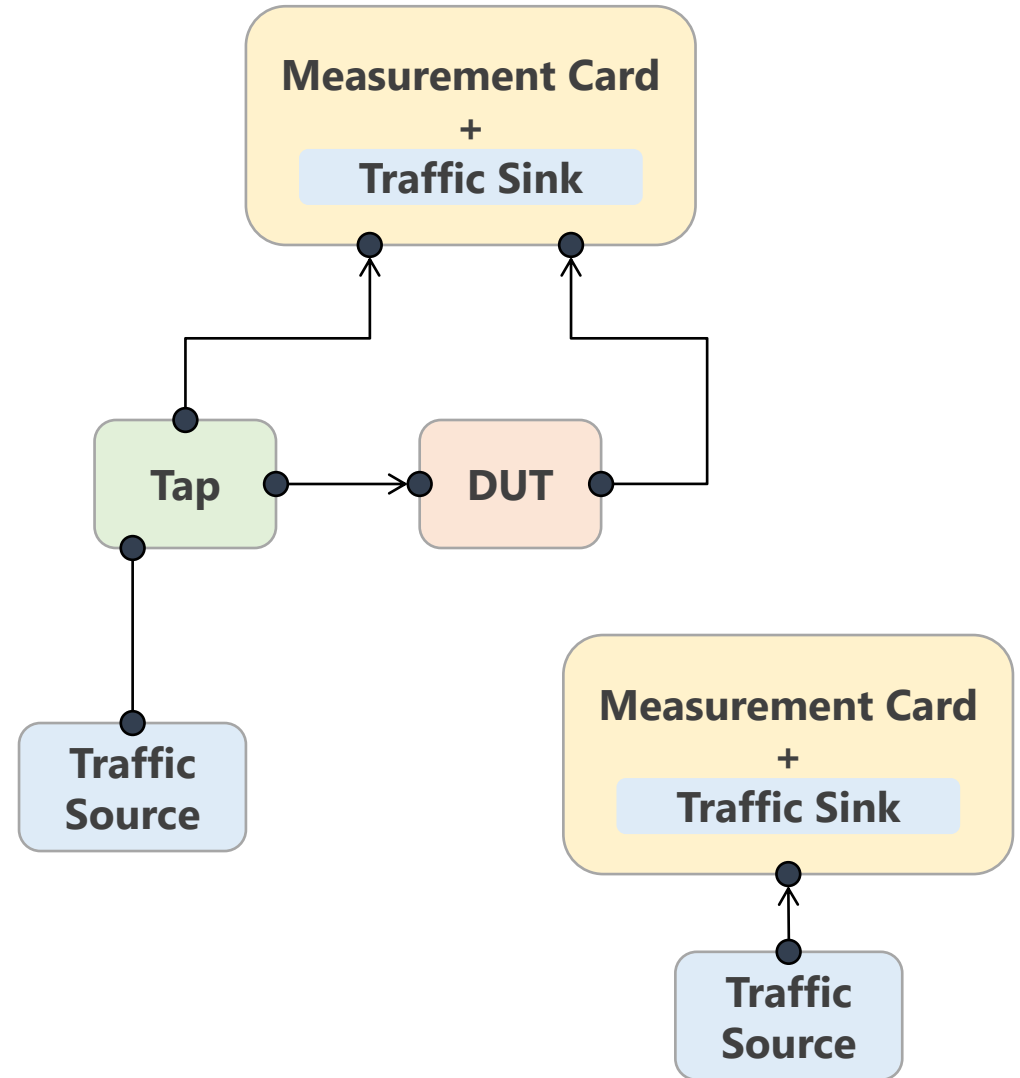 Measurement Card
+
Traffic Sink
Tap
DUT
Traffic
Source
Measurement Card
+
Traffic Sink
Traffic
Source